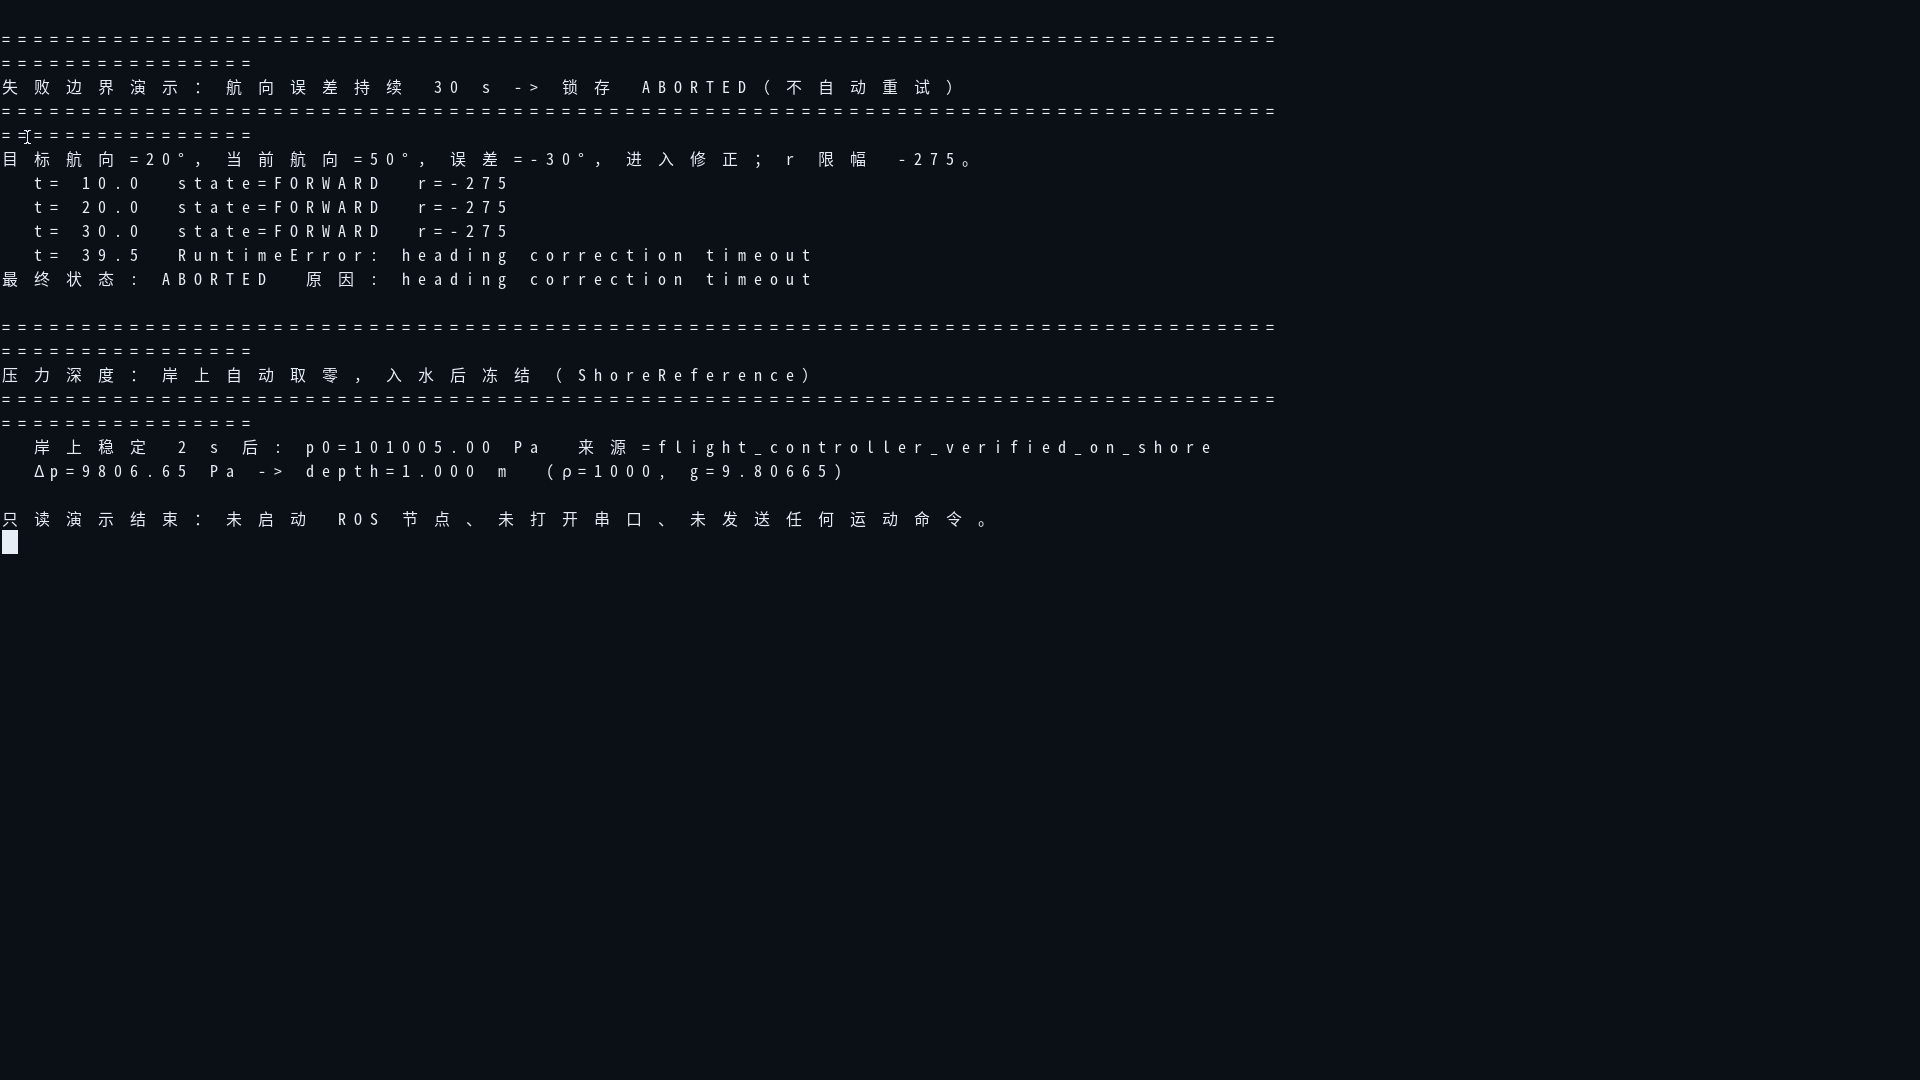 ================================================================================
================
失败边界演示：航向误差持续 30 s -> 锁存 ABORTED（不自动重试）
================================================================================
================
目标航向=20°，当前航向=50°，误差=-30°，进入修正；r 限幅 -275。
  t= 10.0  state=FORWARD  r=-275
  t= 20.0  state=FORWARD  r=-275
  t= 30.0  state=FORWARD  r=-275
  t= 39.5  RuntimeError: heading correction timeout
最终状态: ABORTED  原因: heading correction timeout
================================================================================
================
压力深度：岸上自动取零，入水后冻结（ShoreReference）
================================================================================
================
  岸上稳定 2 s 后: p0=101005.00 Pa  来源=flight_controller_verified_on_shore
  Δp=9806.65 Pa -> depth=1.000 m  (ρ=1000, g=9.80665)
只读演示结束：未启动 ROS 节点、未打开串口、未发送任何运动命令。